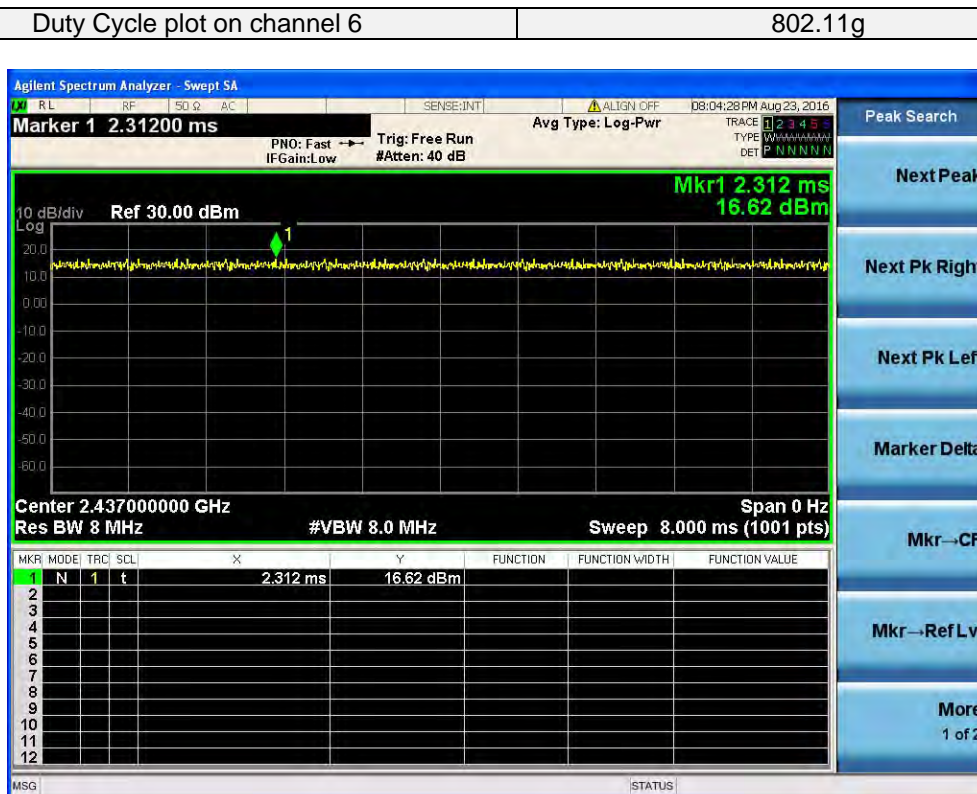 Duty Cycle plot on channel 6 802.11g
Agilent Spectrum Analyzer - Swept SA
LXI RL RF 50 Ω AC SENSE:INT ALIGN OFF 08:04:28 PM Aug 23, 2016
Marker 1 2.31200 ms
PNO: Fast IFGain:Low
Trig: Free Run
#Atten: 40 dB
Avg Type: Log-Pwr
TRACE 1 2 3 4 5 6
TYPE W
DET P N N N N N
Peak Search
Mkr1 2.312 ms
16.62 dBm
10 dB/div Ref 30.00 dBm
Log
1
20.0
10.0
0.00
-10.0
-20.0
-30.0
-40.0
-50.0
-60.0
Center 2.437000000 GHz Span 0 Hz
Res BW 8 MHz #VBW 8.0 MHz Sweep 8.000 ms (1001 pts)
MKR MODE TRC SCL X Y FUNCTION FUNCTION WIDTH FUNCTION VALUE
1 N 1 t 2.312 ms 16.62 dBm
2
3
4
5
6
7
8
9
10
11
12
MSG STATUS
Next Peak
Next Pk Righ
Next Pk Lef
Marker Delta
Mkr→CF
Mkr→Ref Lv
More
1 of 2